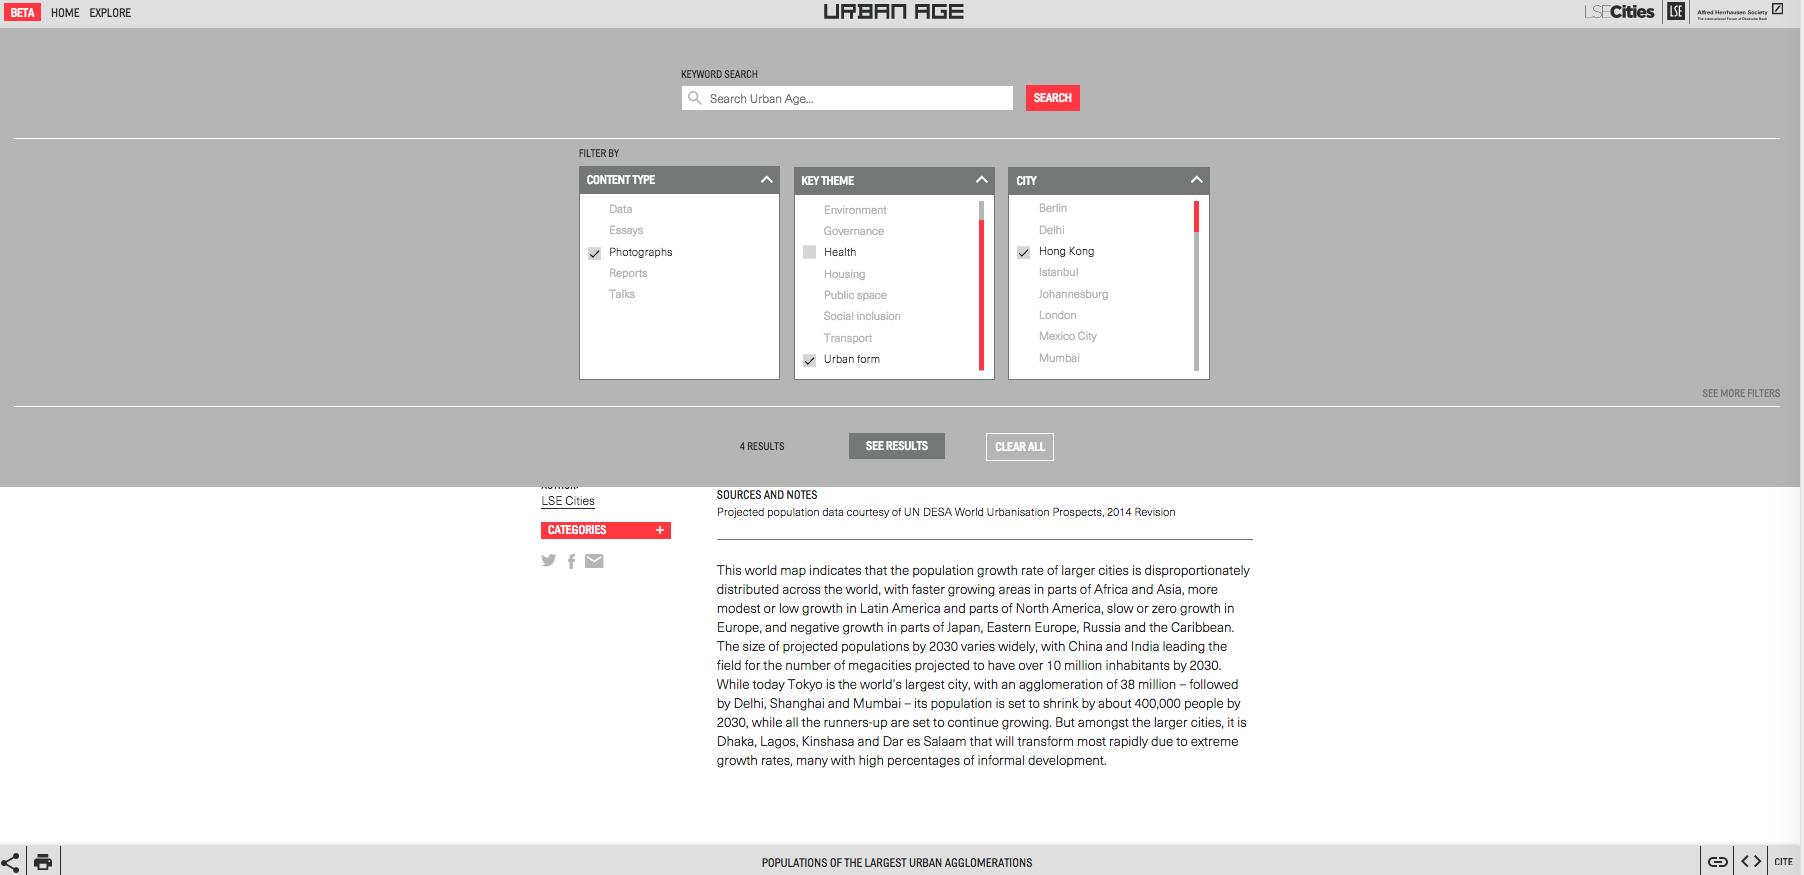 BETA HOME EXPLORE
URBAN AGE
LSECities LSE Alfred Herrhausen Society
The International Forum of Deutsche Bank
KEYWORD SEARCH
Search Urban Age...
SEARCH
FILTER BY
CONTENT TYPE
Data
Essays
Photographs
Reports
Talks
KEY THEME
Environment
Governance
Health
Housing
Public space
Social inclusion
Transport
Urban form
CITY
Berlin
Delhi
Hong Kong
Istanbul
Johannesburg
London
Mexico City
Mumbai
SEE MORE FILTERS
4 RESULTS
SEE RESULTS
CLEAR ALL
LSE Cities
CATEGORIES +
SOURCES AND NOTES
Projected population data courtesy of UN DESA World Urbanisation Prospects, 2014 Revision
This world map indicates that the population growth rate of larger cities is disproportionately
distributed across the world, with faster growing areas in parts of Africa and Asia, more
modest or low growth in Latin America and parts of North America, slow or zero growth in
Europe, and negative growth in parts of Japan, Eastern Europe, Russia and the Caribbean.
The size of projected populations by 2030 varies widely, with China and India leading the
field for the number of megacities projected to have over 10 million inhabitants by 2030.
While today Tokyo is the world's largest city, with an agglomeration of 38 million – followed
by Delhi, Shanghai and Mumbai – its population is set to shrink by about 400,000 people by
2030, while all the runners-up are set to continue growing. But amongst the larger cities, it is
Dhaka, Lagos, Kinshasa and Dar es Salaam that will transform most rapidly due to extreme
growth rates, many with high percentages of informal development.
POPULATIONS OF THE LARGEST URBAN AGGLOMERATIONS
CITE